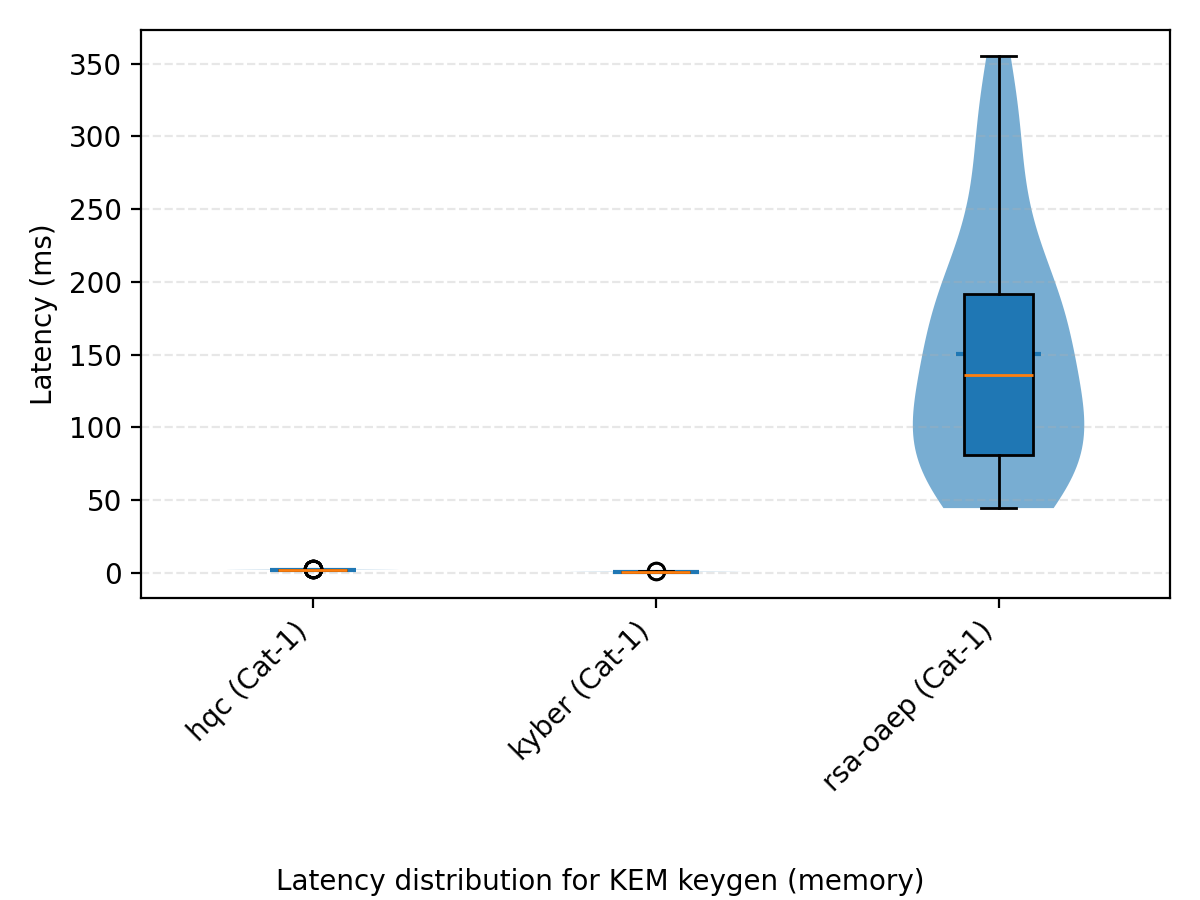 350
300
250
200
150
100
50
0
Latency (ms)
hqc (Cat-1)
kyber (Cat-1)
rsa-oaep (Cat-1)
Latency distribution for KEM keygen (memory)